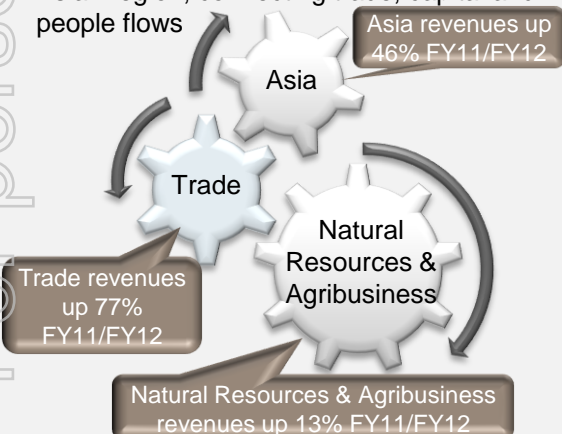 people flows
Asia revenues up
46% FY11/FY12
Asia
Trade
Natural
Resources &
Agribusiness
Trade revenues
up 77%
FY11/FY12
Natural Resources & Agribusiness
revenues up 13% FY11/FY12